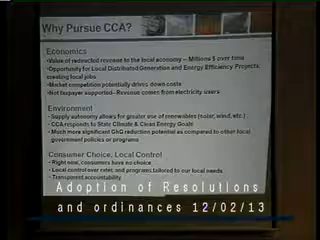 Why Pursue CCA?
Economics
•Value of redirected revenue to the local economy – Millions $ over time
•Opportunity for Local Distributed Generation and Energy Efficiency Projects;
creating local jobs
•Market competition potentially drives down costs
•Not taxpayer supported– Revenue comes from electricity users
Environment
• Supply autonomy allows for greater use of renewables (solar, wind, etc.)
• CCA responds to State Climate & Clean Energy Goals
• Much more significant GhG reduction potential as compared to other local
government policies or programs
Consumer Choice, Local Control
• Right now, consumers have no choice
• Local control over rates and programs tailored to our local needs
• Transparent accountability
Adoption of Resolutions
and ordinances 12/02/13